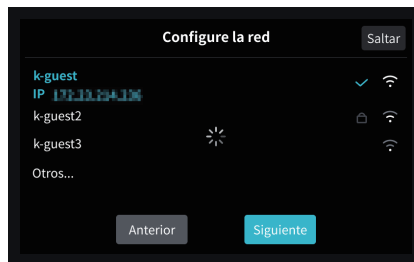 Configure la red
Saltar
k-guest
IP
k-guest2
k-guest3
Otros...
Anterior
Siguiente